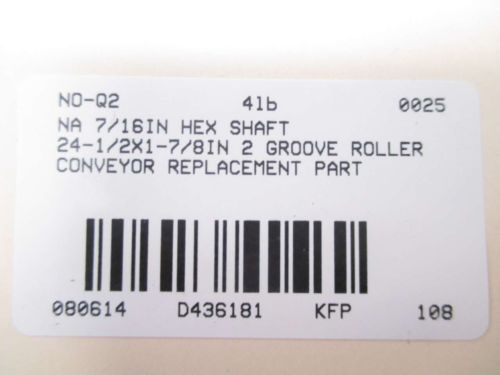 NO-Q2 4lb 0025
NA 7/16IN HEX SHAFT
24-1/2X1-7/8IN 2 GROOVE ROLLER
CONVEYOR REPLACEMENT PART
080614 D436181 KFP 108